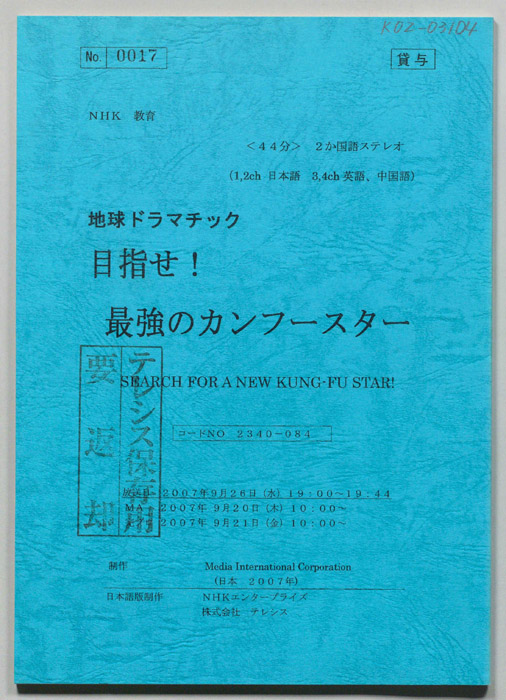 K02-03104
No. 0017
貸与
NHK 教育
<44分> 2か国語ステレオ
(1,2ch 日本語 3,4ch 英語、中国語)
地球ドラマチック
目指せ!
最強のカンフースター
SEARCH FOR A NEW KUNG-FU STAR!
テレシス保存用
要返却
コードNO 2340-084
放送日 2007年9月26日(水)19:00~19:44
MA 2007年 9月20日(木)10:00~
2007年 9月21日(金)10:00~
制作 Media International Corporation
(日本 2007年)
日本語版制作 NHKエンタープライズ
株式会社 テレシス